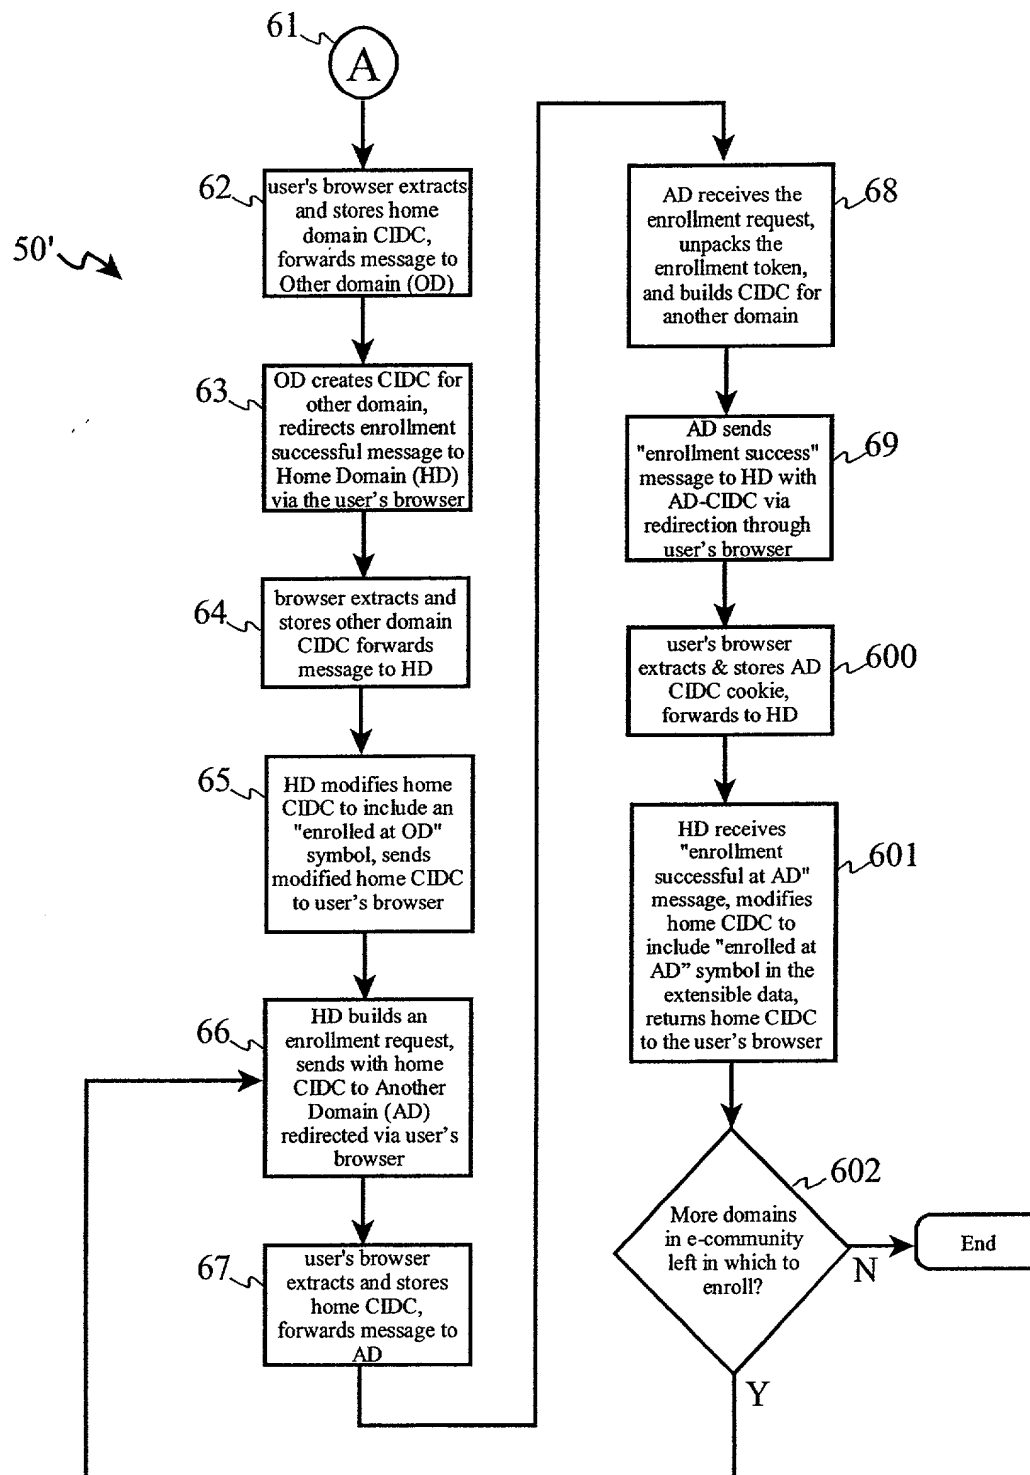 61
A
62
user's browser extracts
and stores home
domain CIDC,
forwards message to
Other domain (OD)
50'
63
OD creates CIDC for
other domain,
redirects enrollment
successful message to
Home Domain (HD)
via the user's browser
64
browser extracts and
stores other domain
CIDC forwards
message to HD
65
HD modifies home
CIDC to include an
"enrolled at OD"
symbol, sends
modified home CIDC
to user's browser
66
HD builds an
enrollment request,
sends with home
CIDC to Another
Domain (AD)
redirected via user's
browser
67
user's browser
extracts and stores
home CIDC,
forwards message to
AD
68
AD receives the
enrollment request,
unpacks the
enrollment token,
and builds CIDC for
another domain
69
AD sends
"enrollment success"
message to HD with
AD-CIDC via
redirection through
user's browser
600
user's browser
extracts & stores AD
CIDC cookie,
forwards to HD
601
HD receives
"enrollment
successful at AD"
message, modifies
home CIDC to
include "enrolled at
AD" symbol in the
extensible data,
returns home CIDC
to the user's browser
602
More domains
in e-community
left in which to
enroll?
N
End
Y